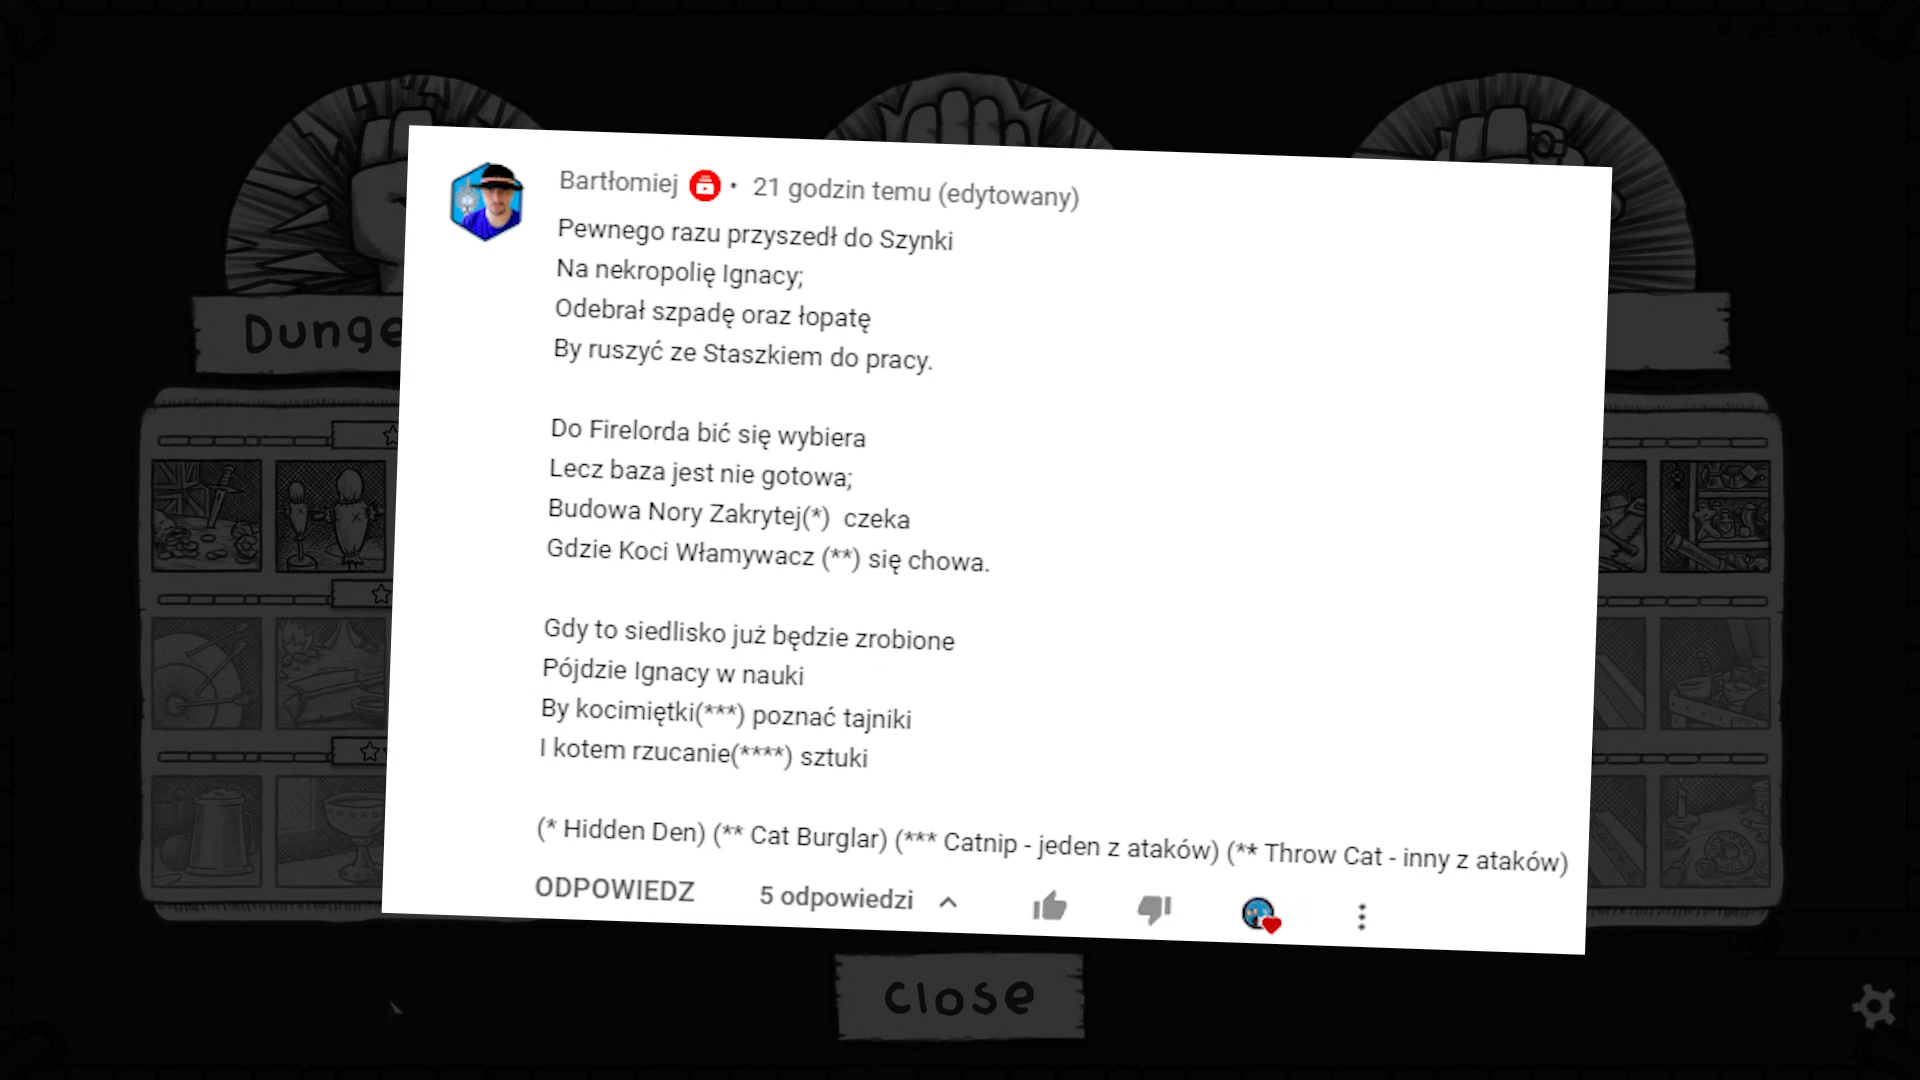 Bartłomiej • 21 godzin temu (edytowany)
Pewnego razu przyszedł do Szynki
Na nekropolię Ignacy;
Odebrał szpadę oraz łopatę
By ruszyć ze Staszkiem do pracy.
Do Firelorda bić się wybiera
Lecz baza jest nie gotowa;
Budowa Nory Zakrytej(*) czeka
Gdzie Koci Włamywacz (**) się chowa.
Gdy to siedlisko już będzie zrobione
Pójdzie Ignacy w nauki
By kocimiętki(***) poznać tajniki
I kotem rzucanie(****) sztuki
(* Hidden Den) (** Cat Burglar) (*** Catnip - jeden z ataków) (** Throw Cat - inny z ataków)
ODPOWIEDZ 5 odpowiedzi
Dunge
Close